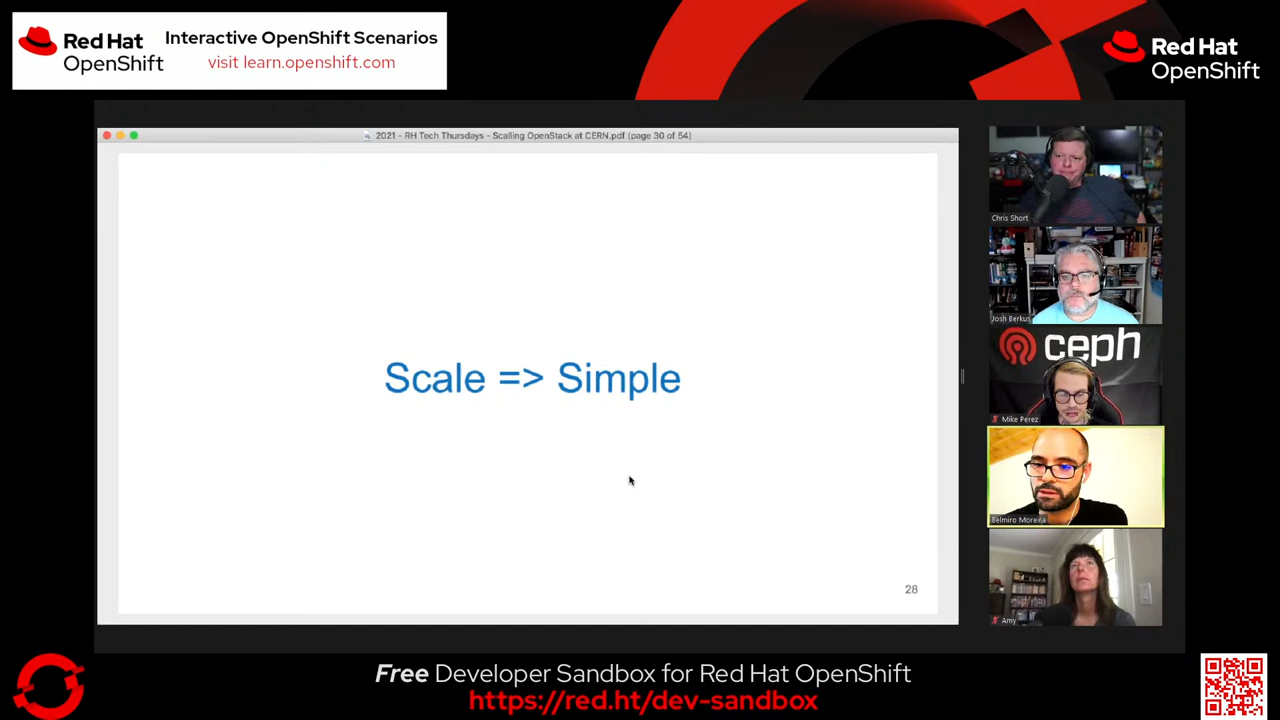 Red Hat
OpenShift
Interactive OpenShift Scenarios
visit learn.openshift.com
Red Hat
OpenShift
2021 - RH Tech Thursdays - Scalling OpenStack at CERN.pdf (page 30 of 54)
Scale => Simple
28
Chris Short
Josh Berkus
ceph
Mike Perez
Belmiro Moreira
Amy
Free Developer Sandbox for Red Hat OpenShift
https://red.ht/dev-sandbox